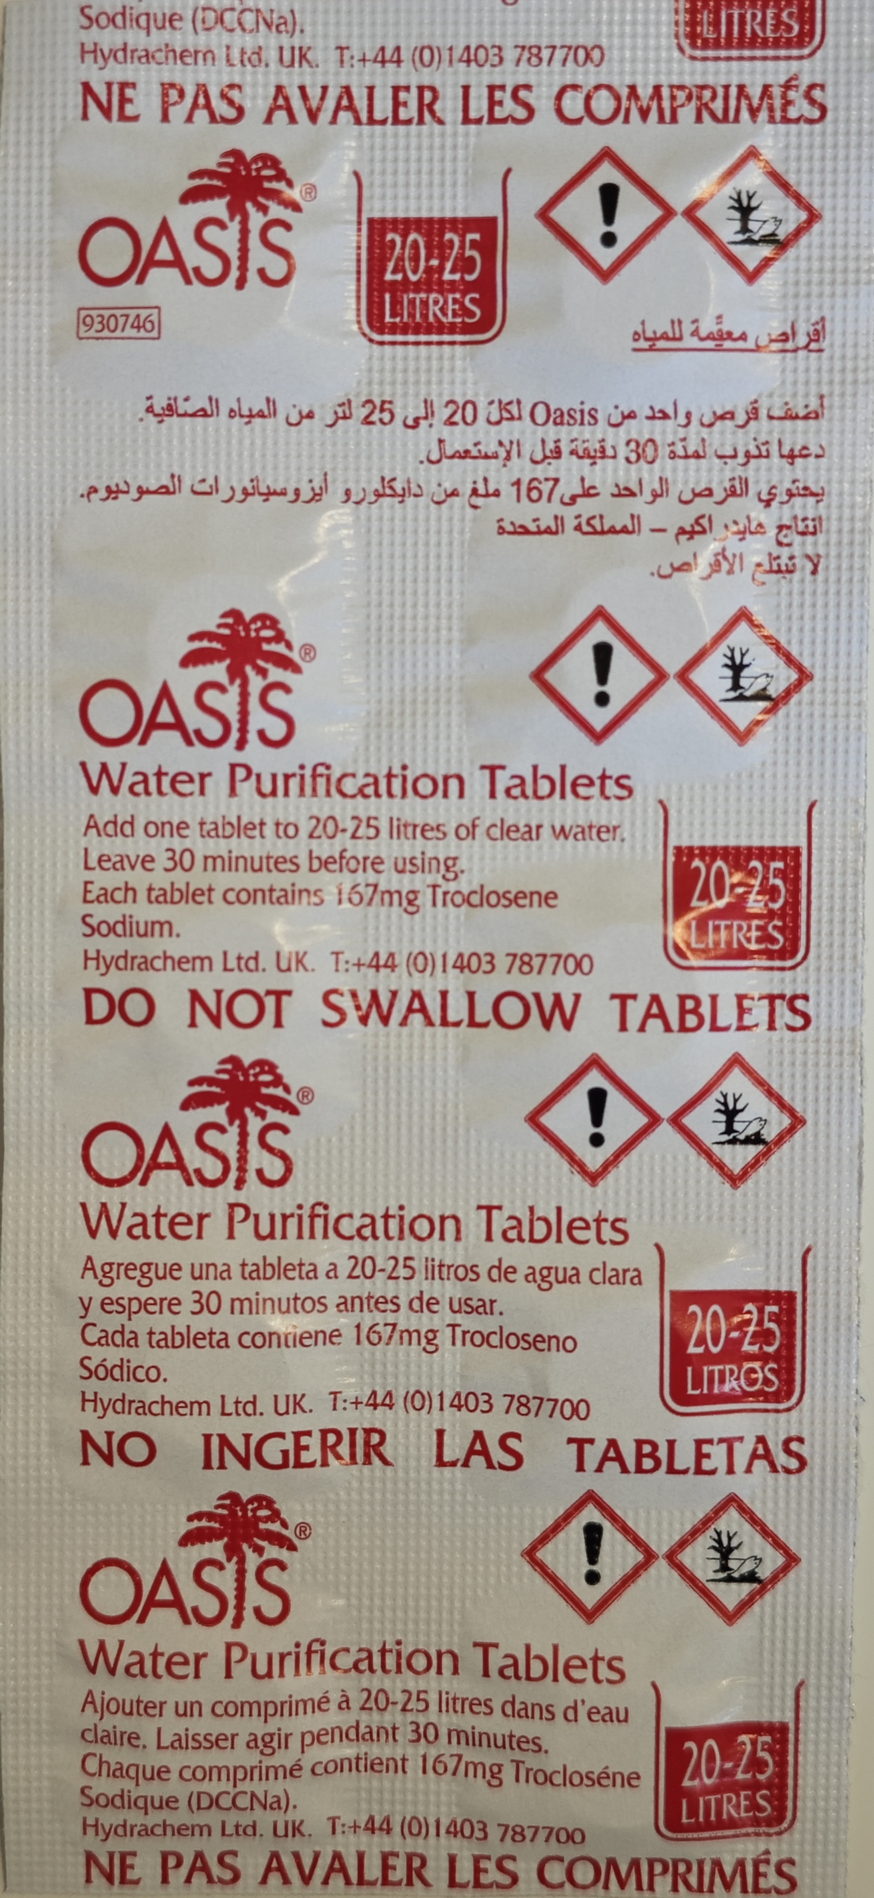 Sodique (DCCNa).
Hydrachem Ltd. UK. T:+44 (0)1403 787700
LITRES
NE PAS AVALER LES COMPRIMÉS
OASIS®
20-25
LITRES
930746
أقراص معقّمة للمياه
أضف قرص واحد من Oasis لكلّ 20 إلى 25 لتر من المياه الصّافية.
دعها تذوب لمدّة 30 دقيقة قبل الإستعمال.
يحتوي القرص الواحد على167 ملغ من دايكلورو أيزوسيانورات الصوديوم.
انتاج هايدراكيم – المملكة المتحدة
لا تبتلع الأقراص.
OASIS®
Water Purification Tablets
Add one tablet to 20-25 litres of clear water.
Leave 30 minutes before using.
Each tablet contains 167mg Troclosene
Sodium.
Hydrachem Ltd. UK. T:+44 (0)1403 787700
20-25
LITRES
DO NOT SWALLOW TABLETS
OASIS®
Water Purification Tablets
Agregue una tableta a 20-25 litros de agua clara
y espere 30 minutos antes de usar.
Cada tableta contiene 167mg Trocloseno
Sódico.
Hydrachem Ltd. UK. T:+44 (0)1403 787700
20-25
LITROS
NO INGERIR LAS TABLETAS
OASIS®
Water Purification Tablets
Ajouter un comprimé à 20-25 litres dans d'eau
claire. Laisser agir pendant 30 minutes.
Chaque comprimé contient 167mg Trocloséne
Sodique (DCCNa).
Hydrachem Ltd. UK. T:+44 (0)1403 787700
20-25
LITRES
NE PAS AVALER LES COMPRIMÉS